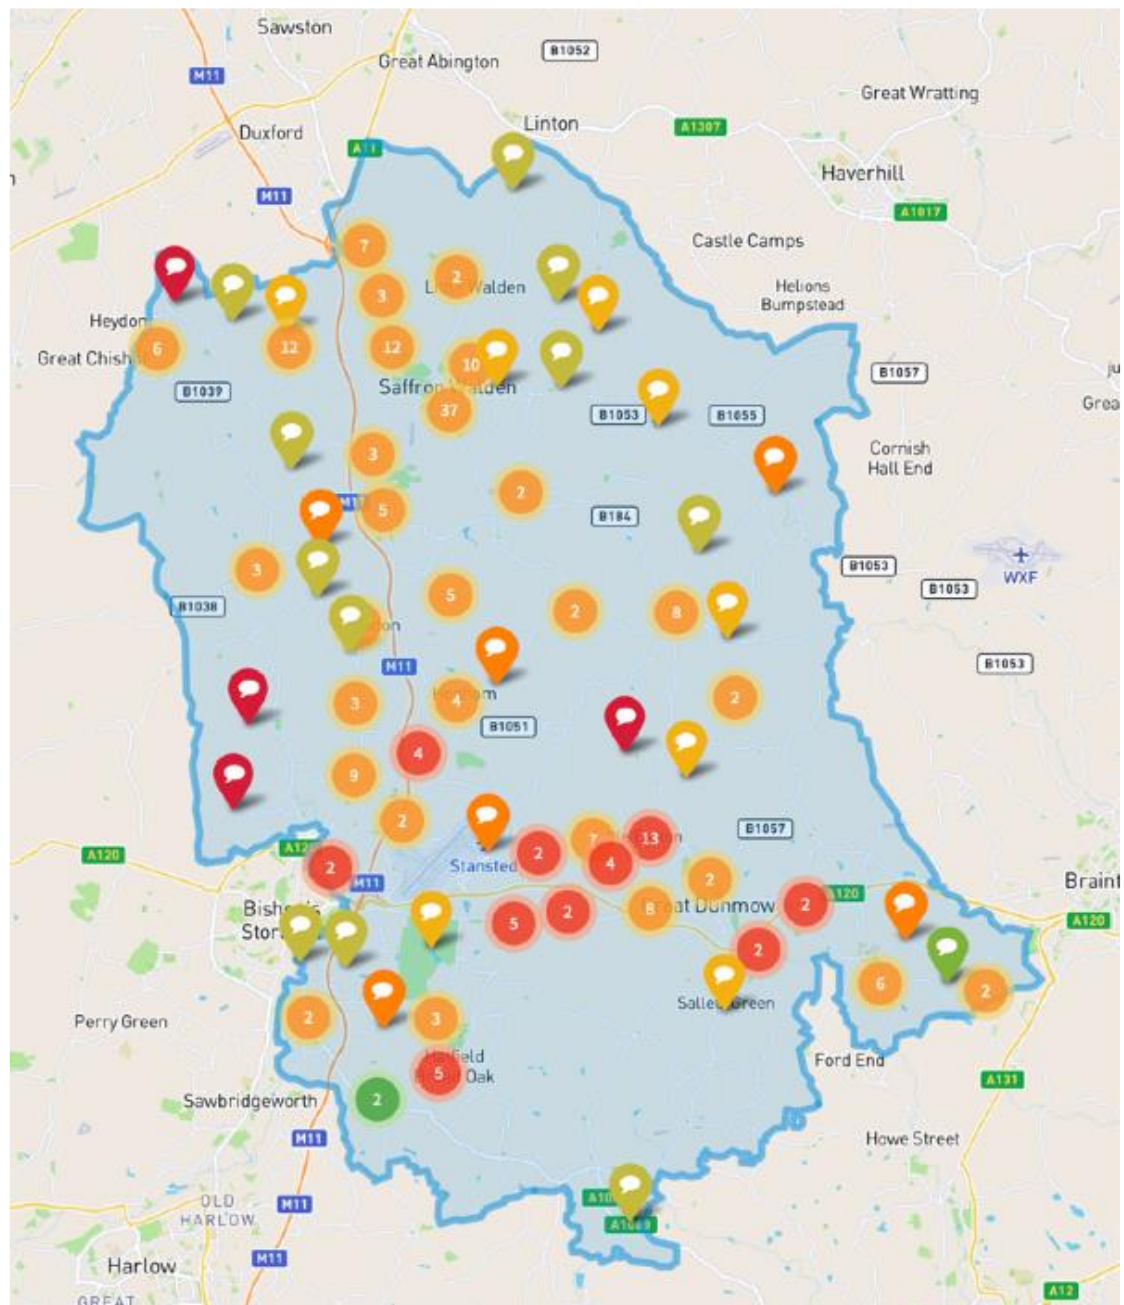 Sawston
B1052
Great Abington
M11
Great Wratting
Linton
A1307
Duxford
A11
Haverhill
M11
A1017
Castle Camps
7
2
Walden
Helions
Bumpstead
3
Heydon
6
12
12
10
Great Chish
B1057
Saffron Walden
B1039
37
B1053
B1055
3
Cornish
Hall End
2
5
B184
WXF
3
B1053
B1053
5
B1038
2
8
M11
B1053
3
4
2
B1051
4
9
2
B1057
7
13
A120
2
2
4
Stansted
M11
2
Braint
A120
8
Great Dunmow
2
5
2
A120
2
6
2
Perry Green
2
3
Ford End
Hatfield
Oak
5
A131
Sawbridgeworth
2
Howe Street
M11
OLD
HARLOW
M11
M11
Harlow
A12
GREAT